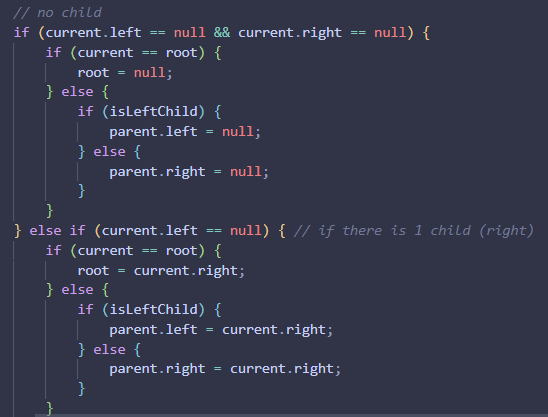 // no child
if (current.left == null && current.right == null) {
    if (current == root) {
        root = null;
    } else {
        if (isLeftChild) {
            parent.left = null;
        } else {
            parent.right = null;
        }
    }
} else if (current.left == null) { // if there is 1 child (right)
    if (current == root) {
        root = current.right;
    } else {
        if (isLeftChild) {
            parent.left = current.right;
        } else {
            parent.right = current.right;
        }
    }